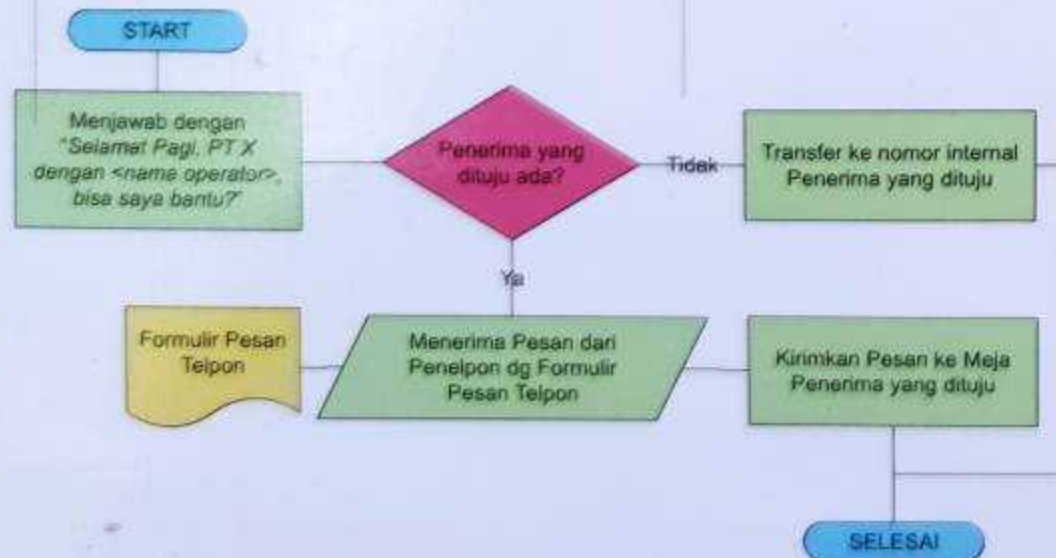 START
Menjawab dengan
"Selamat Pagi, PT X
dengan <nama operator>,
bisa saya bantu?"
Penerima yang
dituju ada?
Tidak
Transfer ke nomor internal
Penerima yang dituju
Ya
Formulir Pesan
Telpon
Menerima Pesan dari
Penelpon dg Formulir
Pesan Telpon
Kirimkan Pesan ke Meja
Penerima yang dituju
SELESAI